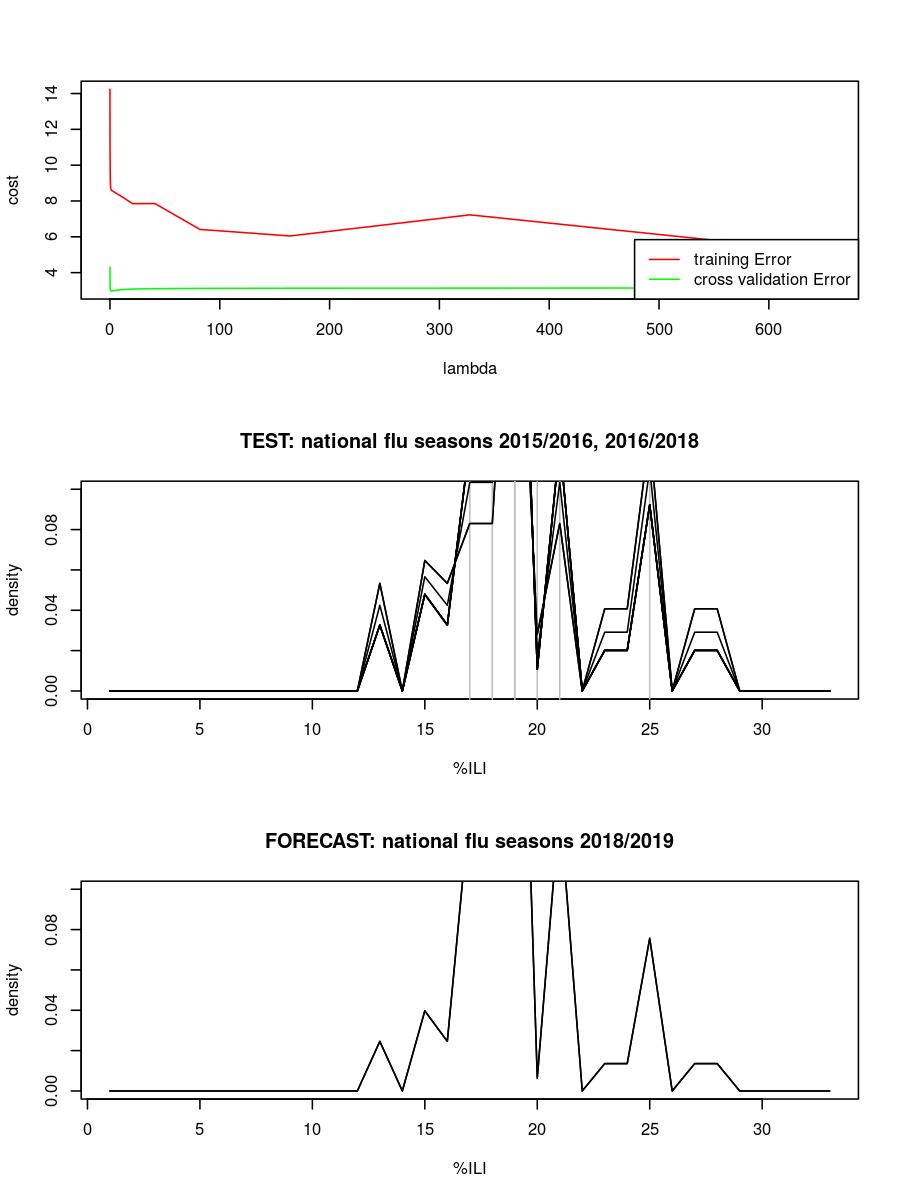 14
12
10
8
6
4
cost
training Error
cross validation Error
0 100 200 300 400 500 600
lambda
TEST: national flu seasons 2015/2016, 2016/2018
0.08
0.04
0.00
density
0 5 10 15 20 25 30
%ILI
FORECAST: national flu seasons 2018/2019
0.08
0.04
0.00
density
0 5 10 15 20 25 30
%ILI